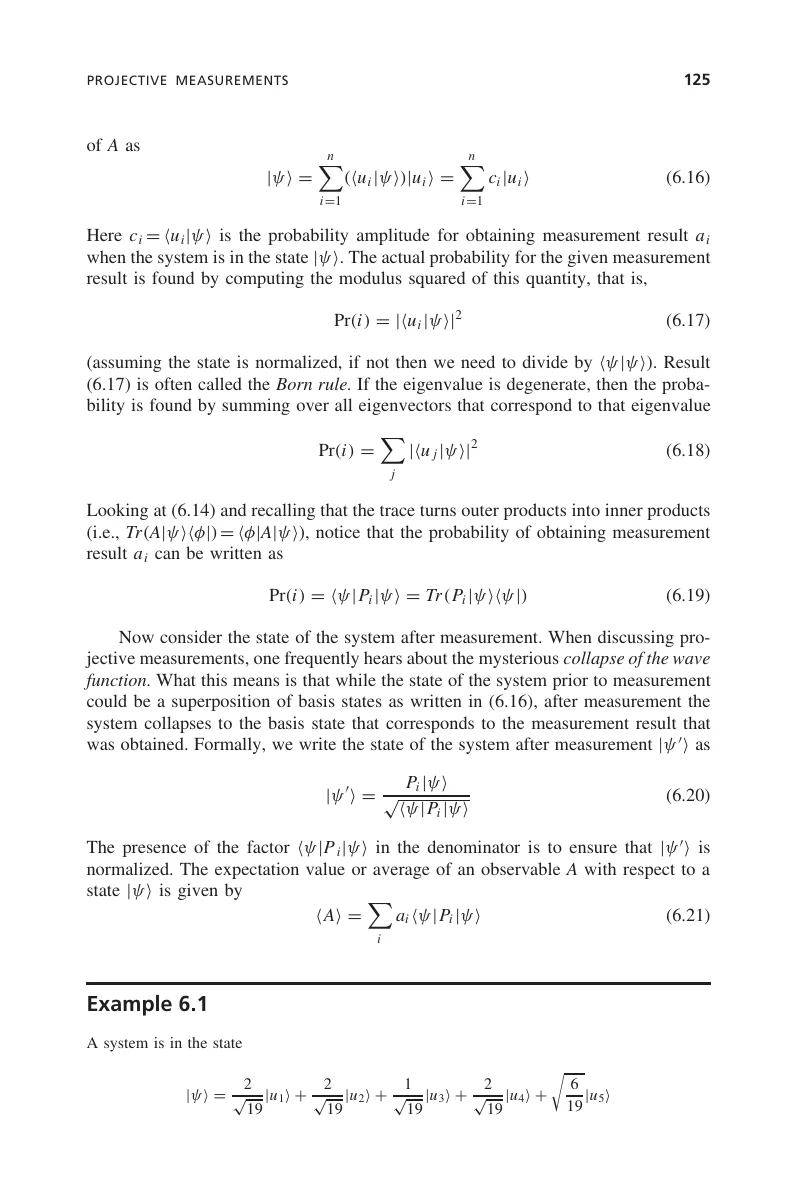 PROJECTIVE MEASUREMENTS 125
of A as
|ψ⟩ = ∑_{i=1}^{n} (⟨u_i|ψ⟩)|u_i⟩ = ∑_{i=1}^{n} c_i|u_i⟩ (6.16)
Here c_i = ⟨u_i|ψ⟩ is the probability amplitude for obtaining measurement result a_i
when the system is in the state |ψ⟩. The actual probability for the given measurement
result is found by computing the modulus squared of this quantity, that is,
Pr(i) = |⟨u_i|ψ⟩|² (6.17)
(assuming the state is normalized, if not then we need to divide by ⟨ψ|ψ⟩). Result
(6.17) is often called the Born rule. If the eigenvalue is degenerate, then the proba-
bility is found by summing over all eigenvectors that correspond to that eigenvalue
Pr(i) = ∑_j |⟨u_j|ψ⟩|² (6.18)
Looking at (6.14) and recalling that the trace turns outer products into inner products
(i.e., Tr(A|ψ⟩⟨ϕ|) = ⟨ϕ|A|ψ⟩), notice that the probability of obtaining measurement
result a_i can be written as
Pr(i) = ⟨ψ|P_i|ψ⟩ = Tr(P_i|ψ⟩⟨ψ|) (6.19)
Now consider the state of the system after measurement. When discussing pro-
jective measurements, one frequently hears about the mysterious collapse of the wave
function. What this means is that while the state of the system prior to measurement
could be a superposition of basis states as written in (6.16), after measurement the
system collapses to the basis state that corresponds to the measurement result that
was obtained. Formally, we write the state of the system after measurement |ψ′⟩ as
|ψ′⟩ = P_i|ψ⟩ / √⟨ψ|P_i|ψ⟩ (6.20)
The presence of the factor ⟨ψ|P_i|ψ⟩ in the denominator is to ensure that |ψ′⟩ is
normalized. The expectation value or average of an observable A with respect to a
state |ψ⟩ is given by
⟨A⟩ = ∑_i a_i⟨ψ|P_i|ψ⟩ (6.21)
Example 6.1
A system is in the state
|ψ⟩ = 2/√19 |u_1⟩ + 2/√19 |u_2⟩ + 1/√19 |u_3⟩ + 2/√19 |u_4⟩ + √(6/19) |u_5⟩